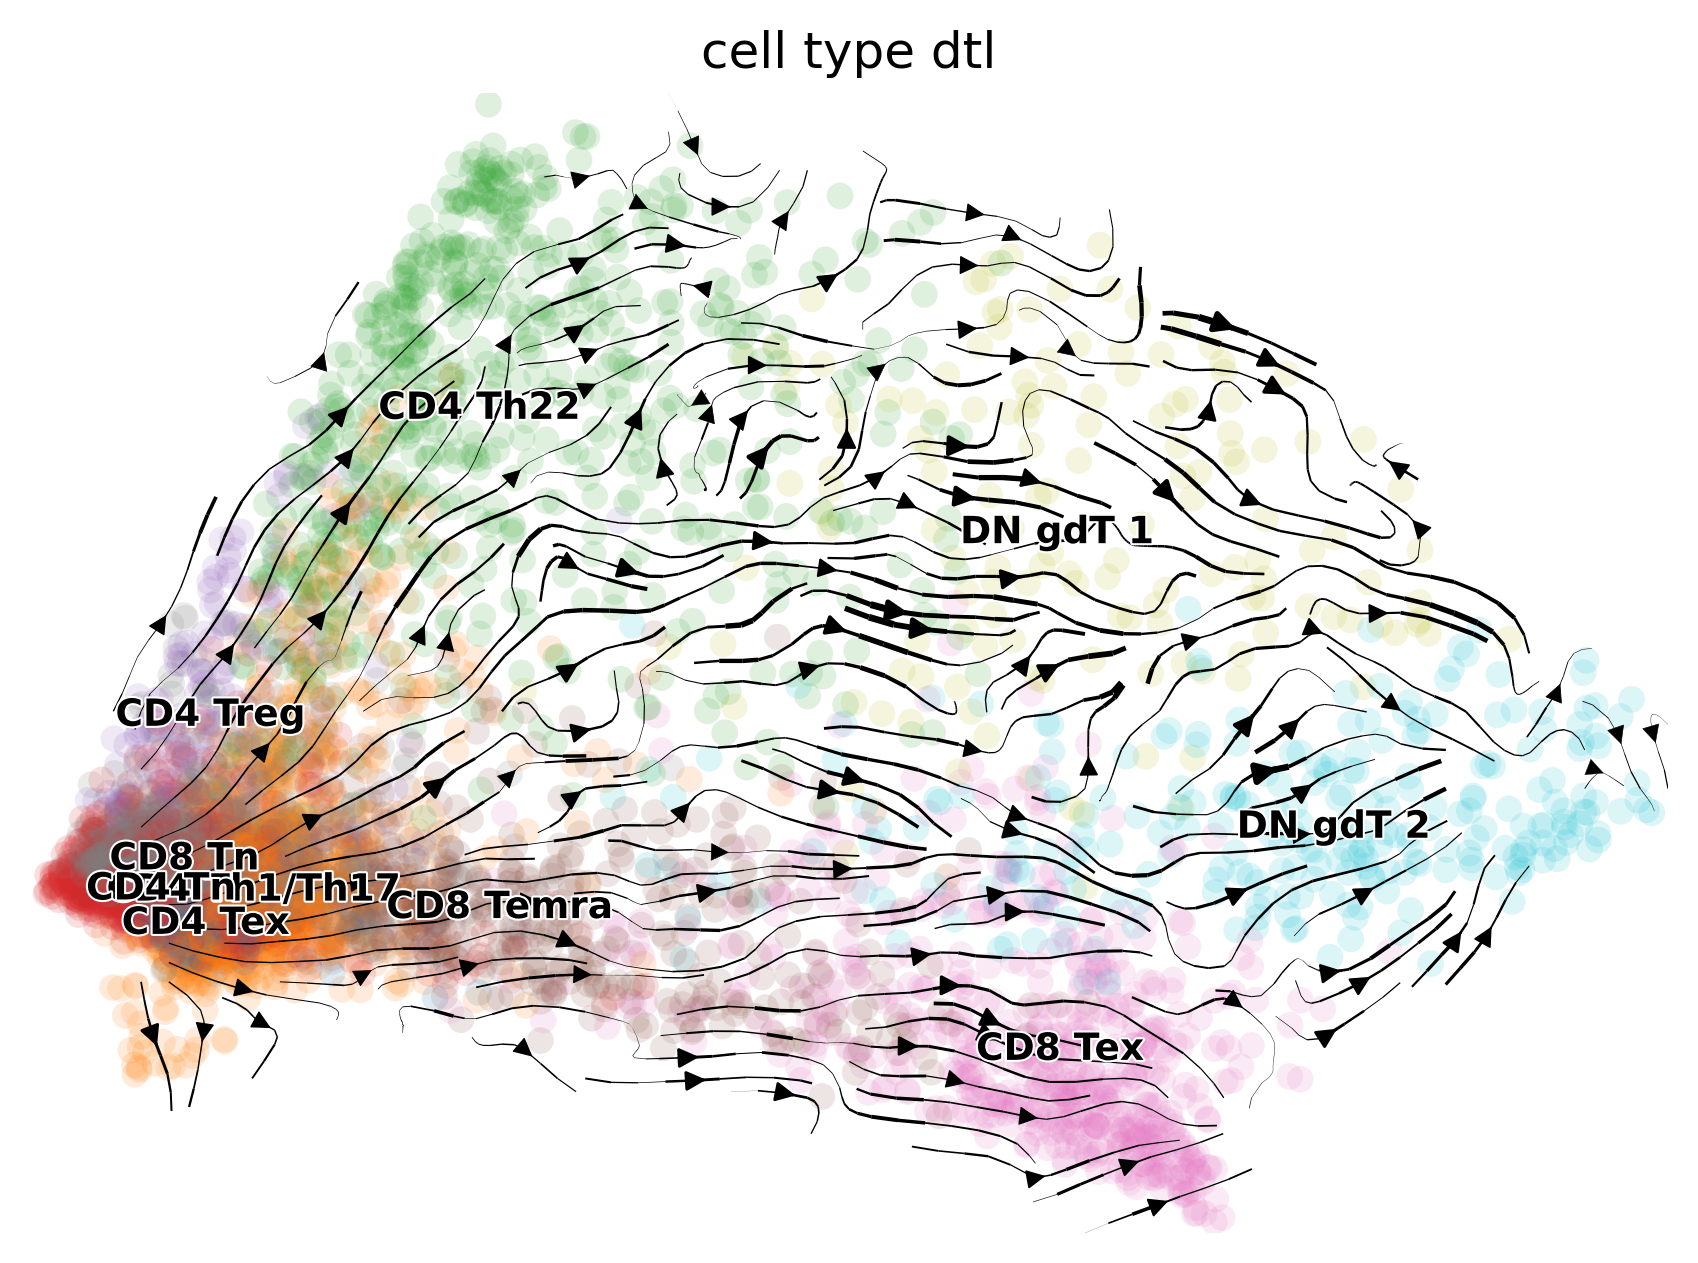 cell type dtl
CD4 Th22
DN gdT 1
CD4 Treg
DN gdT 2
CD8 Tn
CD4 Tn
CD4 Th1/Th17
CD8 Temra
CD4 Tex
CD8 Tex